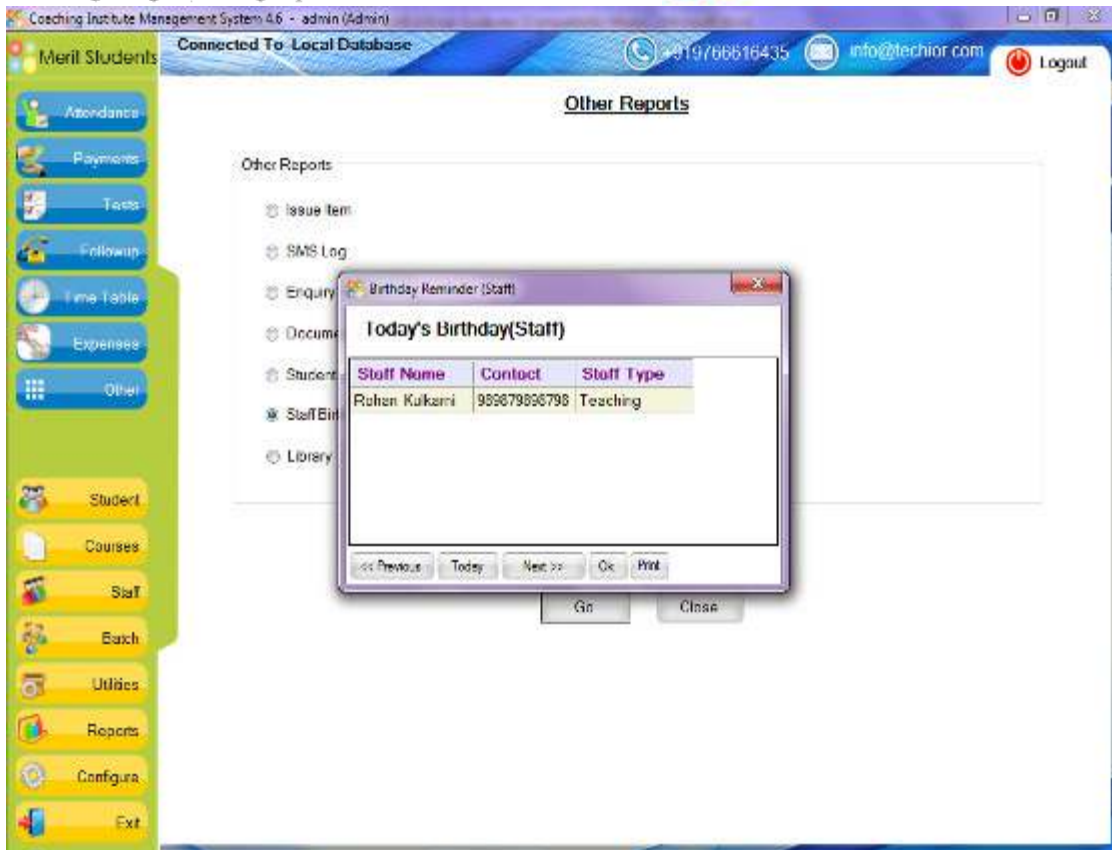 Coaching Institute Management System 4.6 - admin (Admin)
Merit Students
Connected To Local Database
+919766616435
info@techior.com
Logout
Attendance
Payments
Tests
Followup
Time Table
Expenses
Other
Student
Courses
Staff
Batch
Utilities
Reports
Configure
Exit
Other Reports
Other Reports
Issue Item
SMS Log
Enquiry
Docume
Student
Staff Birt
Library
Birthday Reminder (Staff)
Today's Birthday(Staff)
Staff Name Contact Staff Type
Rohan Kulkarni 989879898798 Teaching
<< Previous Today Next >> Ok Print
Go Close